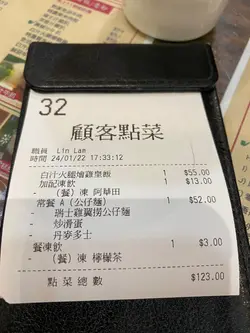 32
顧客點菜
職員 Lin Lam
時間 24/01/22 17:33:12
白汁火腿燴雞皇飯 1 $55.00
加配凍飲 1 $13.00
- (餐) 凍 阿華田
常餐 A (公仔麵) 1 $52.00
- 瑞士雞翼撈公仔麵
- 炒滑蛋
- 丹麥多士
餐凍飲 1 $3.00
- (餐) 凍 檸檬茶
點菜總數 $123.00